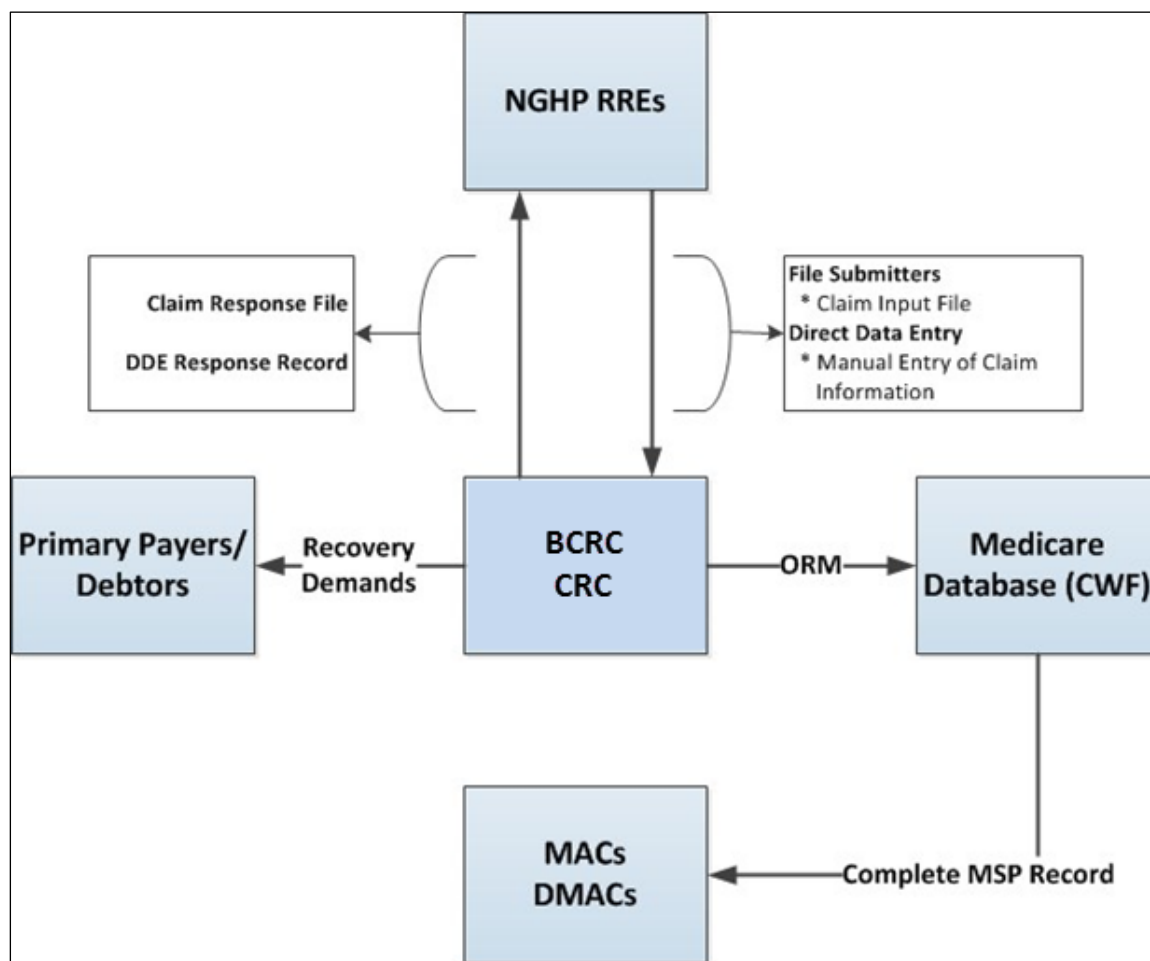 NGHP RREs
Claim Response File
DDE Response Record
File Submitters
* Claim Input File
Direct Data Entry
* Manual Entry of Claim
Information
Primary Payers/
Debtors
Recovery
Demands
BCRC
CRC
ORM
Medicare
Database (CWF)
MACs
DMACs
Complete MSP Record